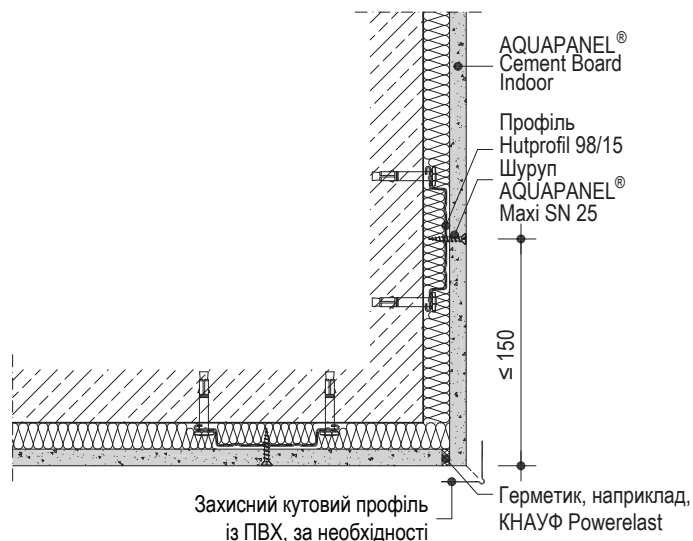 AQUAPANEL®
Cement Board
Indoor
Профіль
Hutprofil 98/15
Шуруп
AQUAPANEL®
Maxi SN 25
≤ 150
Захисний кутовий профіль
із ПВХ, за необхідності
Герметик, наприклад,
КНАУФ Powerelast